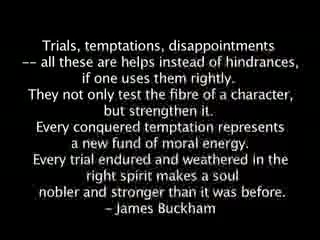 Trials, temptations, disappointments
-- all these are helps instead of hindrances,
if one uses them rightly.
They not only test the fibre of a character,
but strengthen it.
Every conquered temptation represents
a new fund of moral energy.
Every trial endured and weathered in the
right spirit makes a soul
nobler and stronger than it was before.
- James Buckham